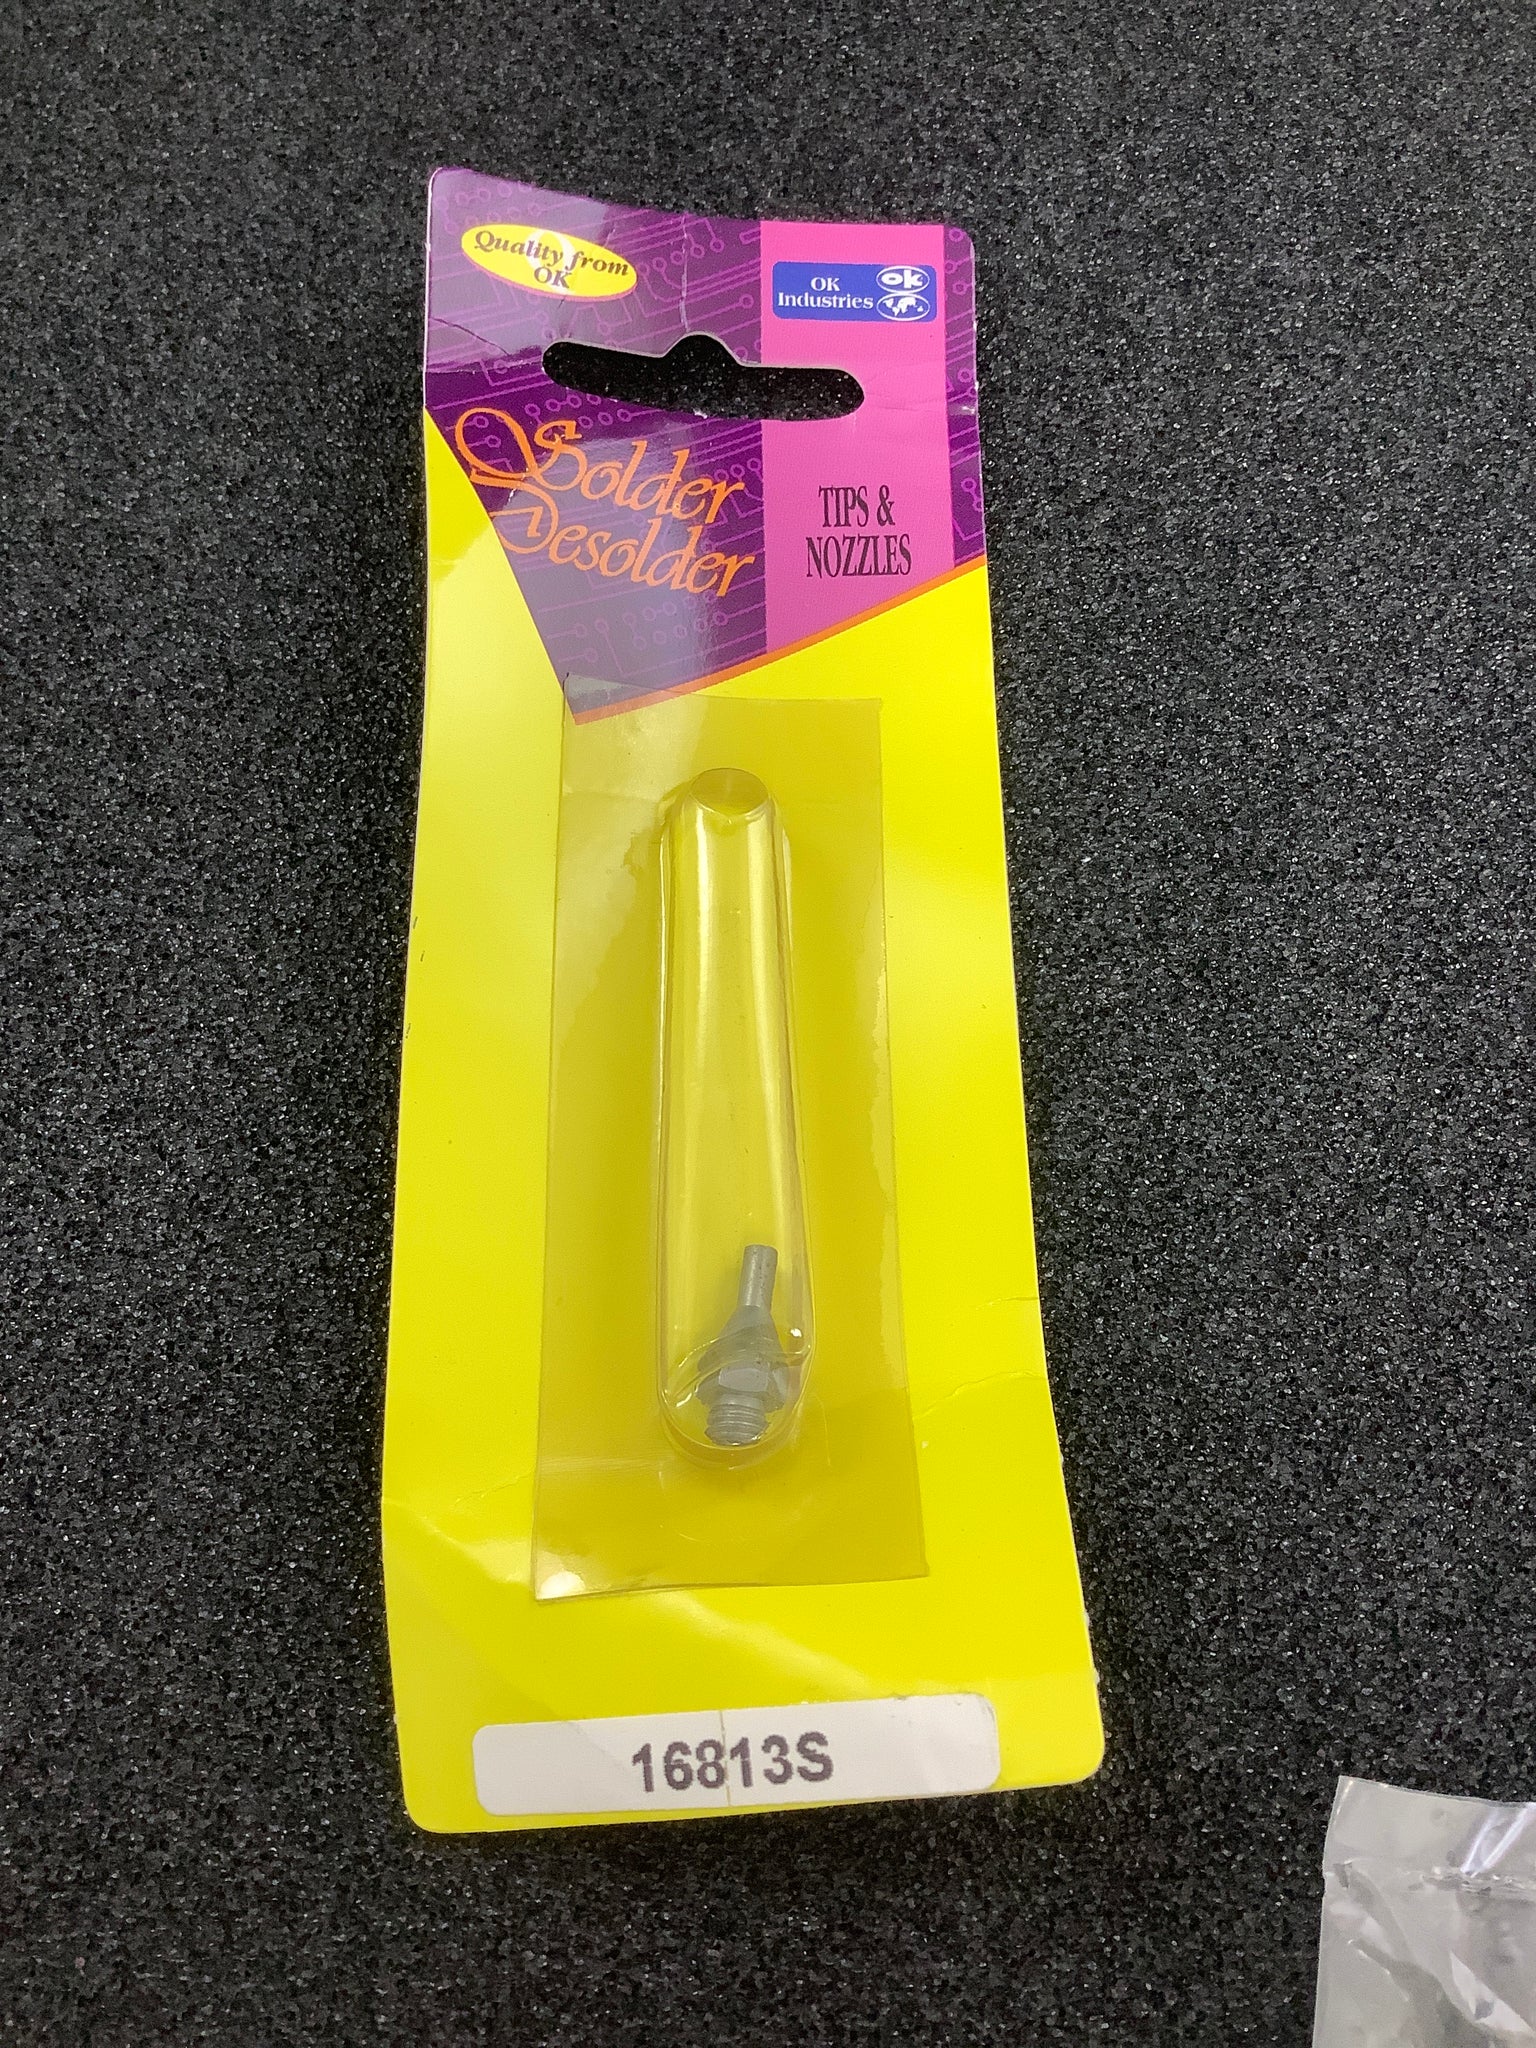 Quality from
OK
OK
Industries
ok
Solder
Desolder
TIPS &
NOZZLES
16813S